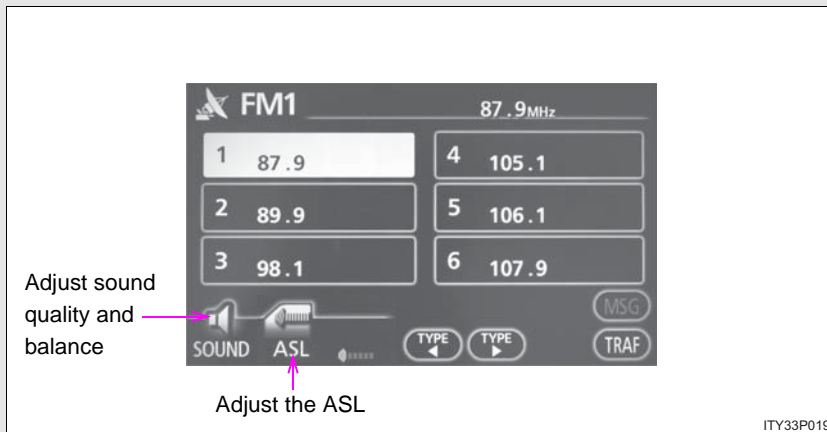 FM1
87.9MHz
1 87.9
4 105.1
2 89.9
5 106.1
3 98.1
6 107.9
Adjust sound
quality and
balance
MSG
SOUND
ASL
TYPE
TYPE
TRAF
Adjust the ASL
ITY33P019